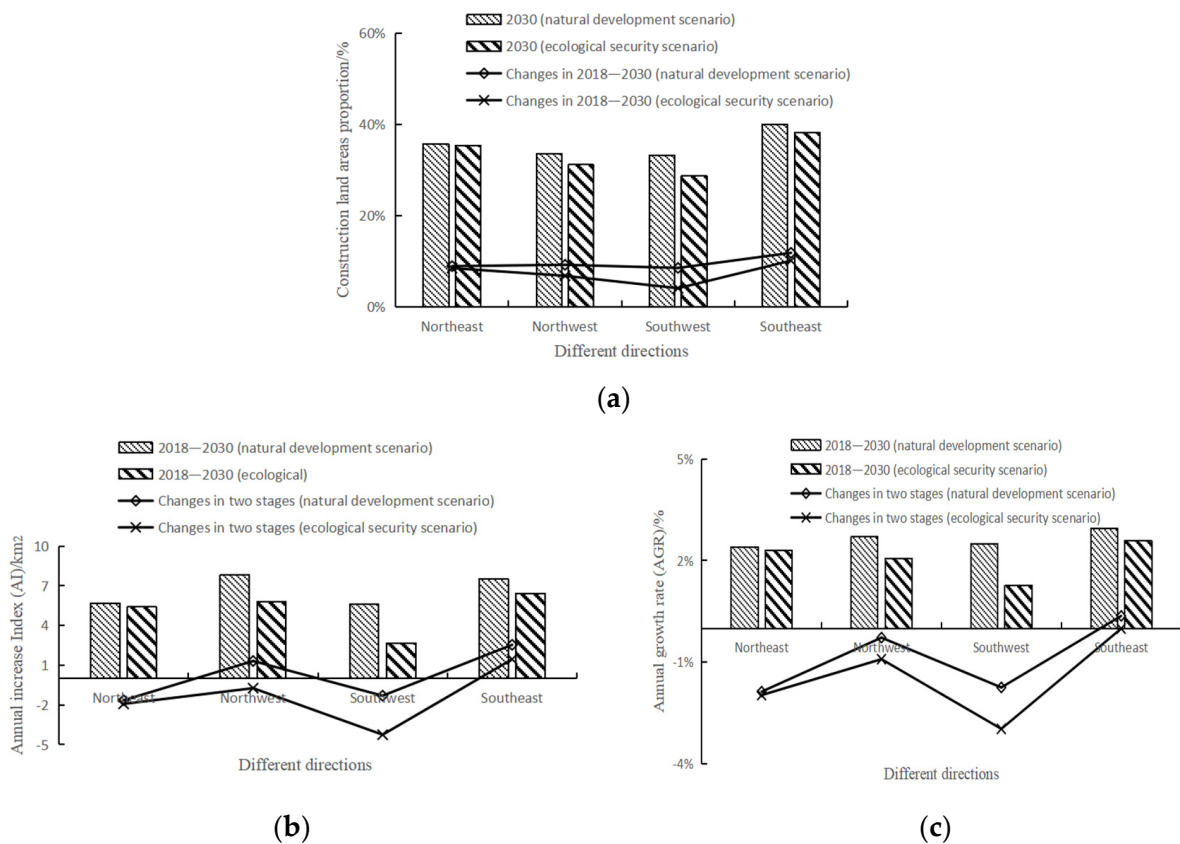 2030 (natural development scenario)
2030 (ecological security scenario)
Changes in 2018—2030 (natural development scenario)
Changes in 2018—2030 (ecological security scenario)
Construction land areas proportion/%
60%
40%
20%
0%
Northeast
Northwest
Southwest
Southeast
Different directions
(a)
2018—2030 (natural development scenario)
2018—2030 (ecological)
Changes in two stages (natural development scenario)
Changes in two stages (ecological security scenario)
Annual increase Index (AI)/km2
10
7
4
1
-2
-5
Northeast
Northwest
Southwest
Southeast
Different directions
(b)
2018—2030 (natural development scenario)
2018—2030 (ecological security scenario)
Changes in two stages (natural development scenario)
Changes in two stages (ecological security scenario)
Annual growth rate (AGR)/%
5%
2%
-1%
-4%
Northeast
Northwest
Southwest
Southeast
Different directions
(c)